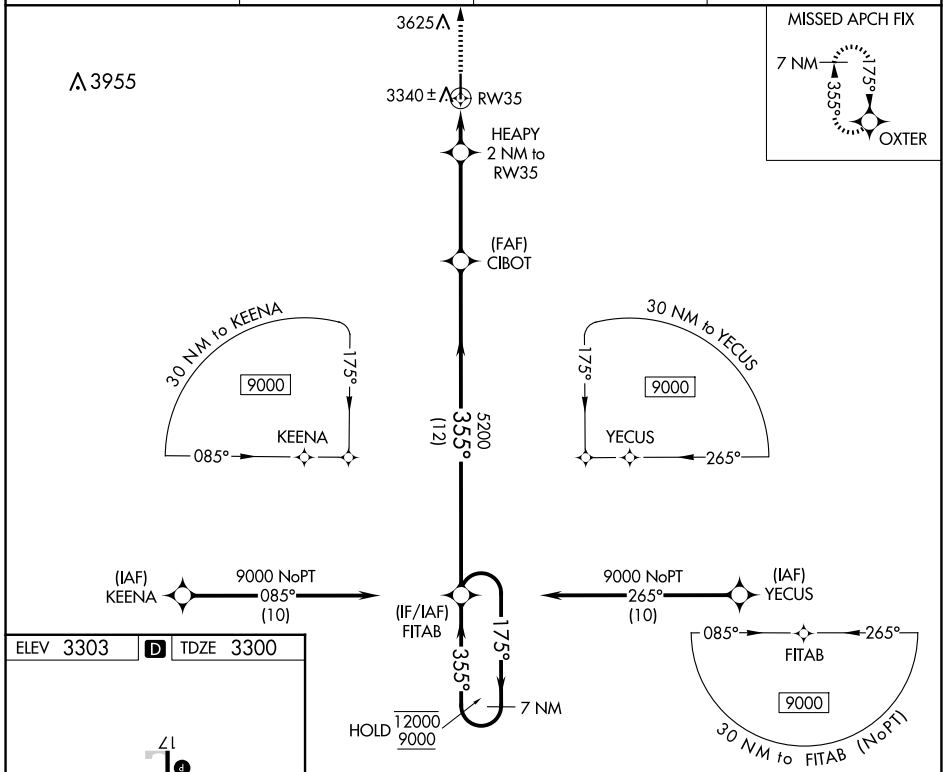 3625
MISSED APCH FIX
7 NM
175°
355°
OXTER
3955
3340 ±
RW35
HEAPY
2 NM to
RW35
(FAF)
CIBOT
30 NM to KEENA
9000
175°
KEENA
085°
30 NM to YECUS
9000
175°
YECUS
265°
5200
355°
(12)
(IAF)
KEENA
9000 NoPT
085°
(10)
(IF/IAF)
FITAB
9000 NoPT
265°
(10)
(IAF)
YECUS
175°
355°
7 NM
HOLD 12000
9000
085°
265°
FITAB
9000
30 NM to FITAB (NoPT)
ELEV 3303 D TDZE 3300
17
P